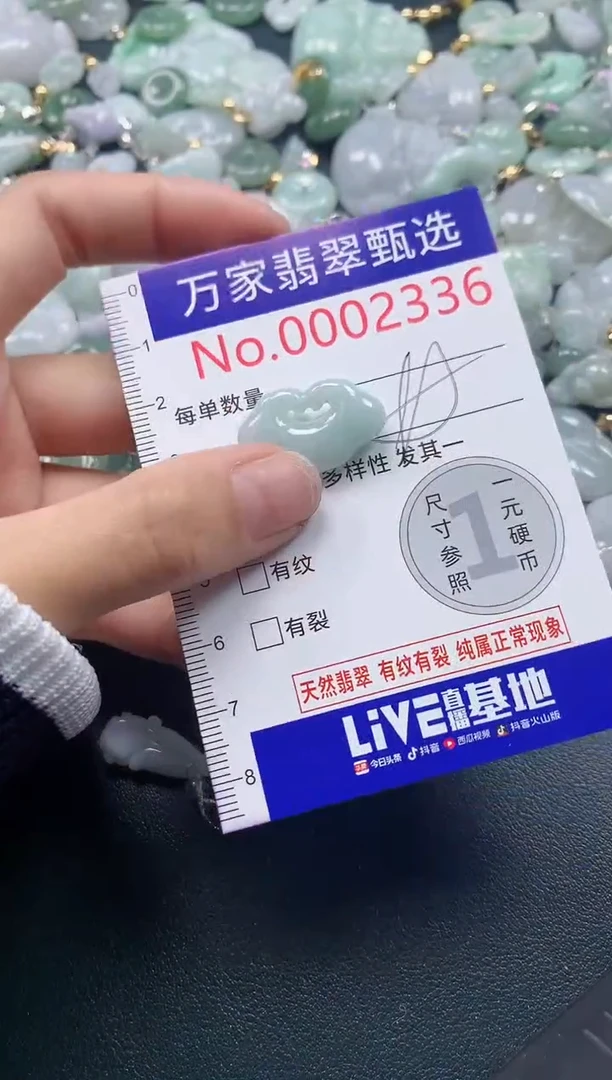 万家翡翠甄选
No.0002336
每单数量
多样性 发其一
有纹
有裂
尺寸参照
1
一元硬币
天然翡翠 有纹有裂 纯属正常现象
LiVE直播基地
今日头条 抖音 西瓜视频 抖音火山版
0
1
2
6
7
8